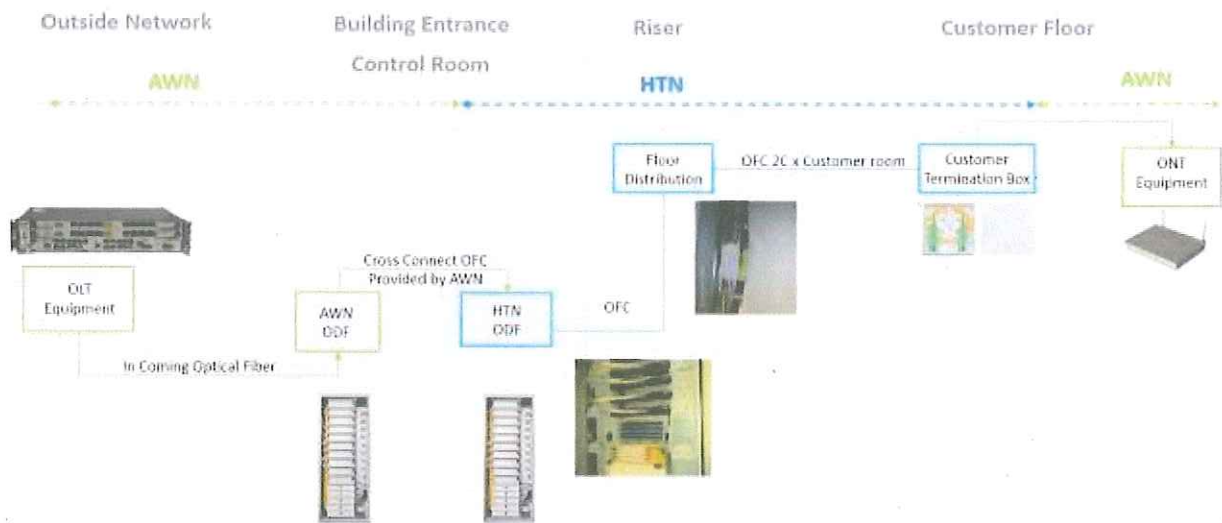 Outside Network
Building Entrance
Control Room
Riser
Customer Floor
AWN
HTN
AWN
Floor
Distribution
OFC 2C x Customer room
Customer
Termination Box
ONT
Equipment
Cross Connect OFC
Provided by AWN
OLT
Equipment
AWN
ODF
HTN
ODF
OFC
In Coming Optical Fiber